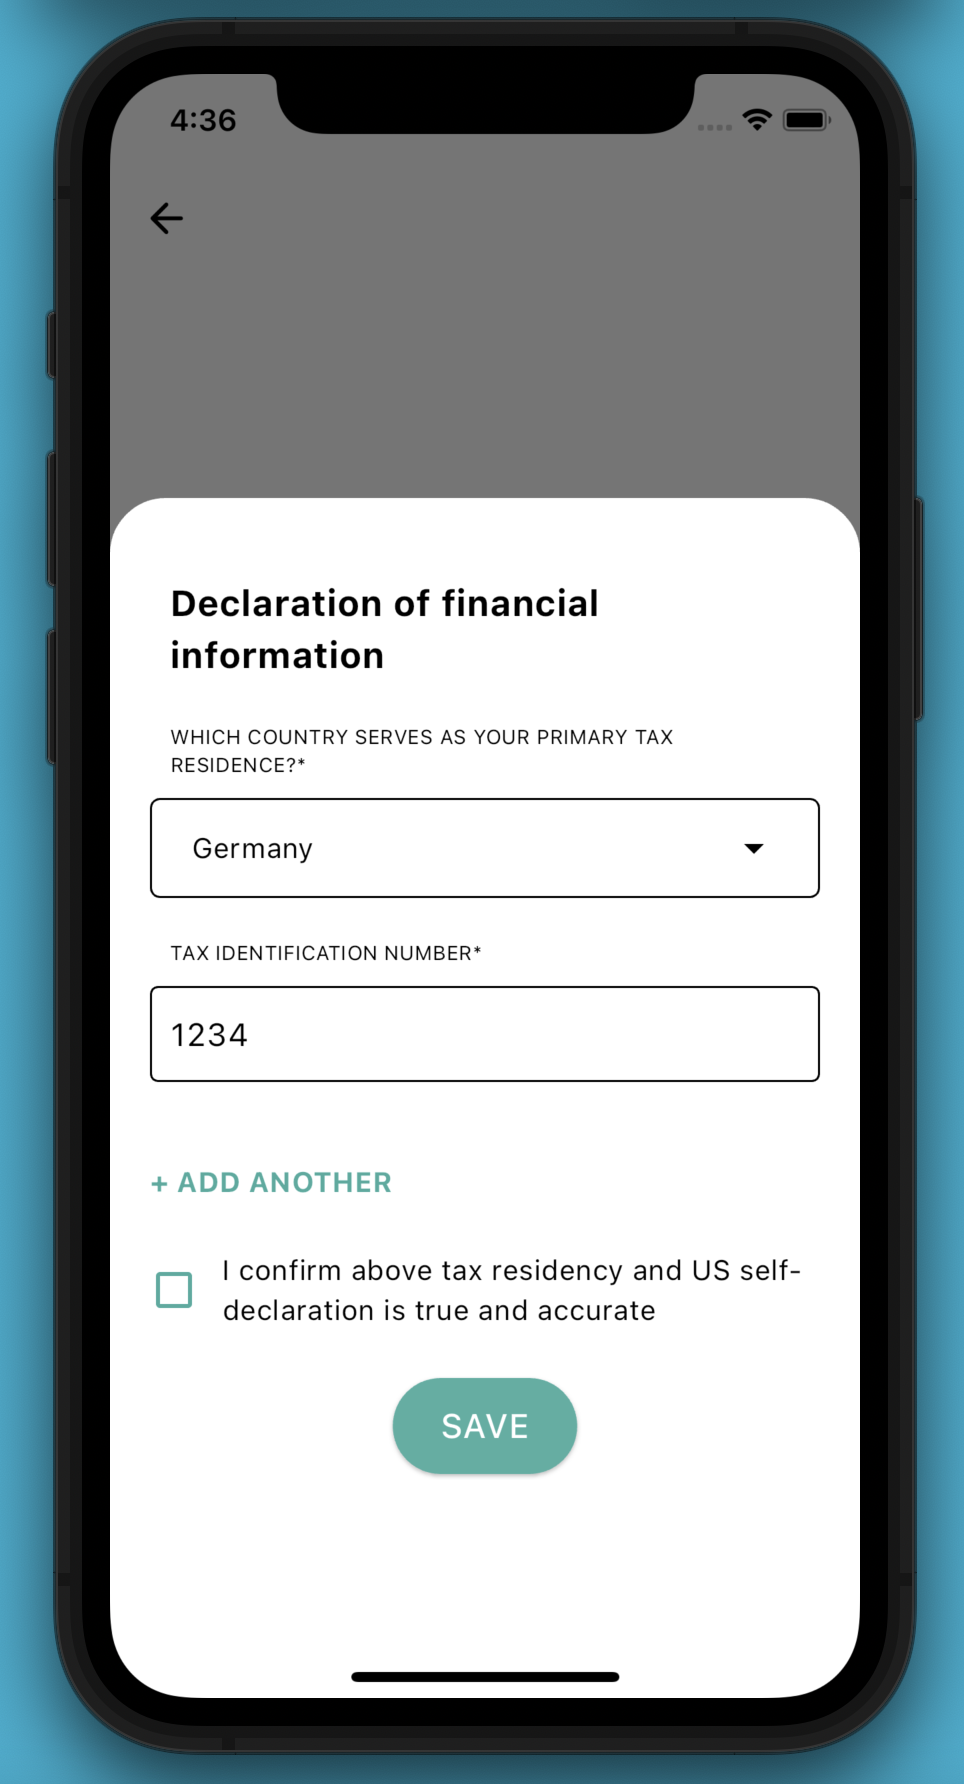 4:36
Declaration of financial
information
WHICH COUNTRY SERVES AS YOUR PRIMARY TAX
RESIDENCE?*
Germany
TAX IDENTIFICATION NUMBER*
1234
+ ADD ANOTHER
I confirm above tax residency and US self-
declaration is true and accurate
SAVE